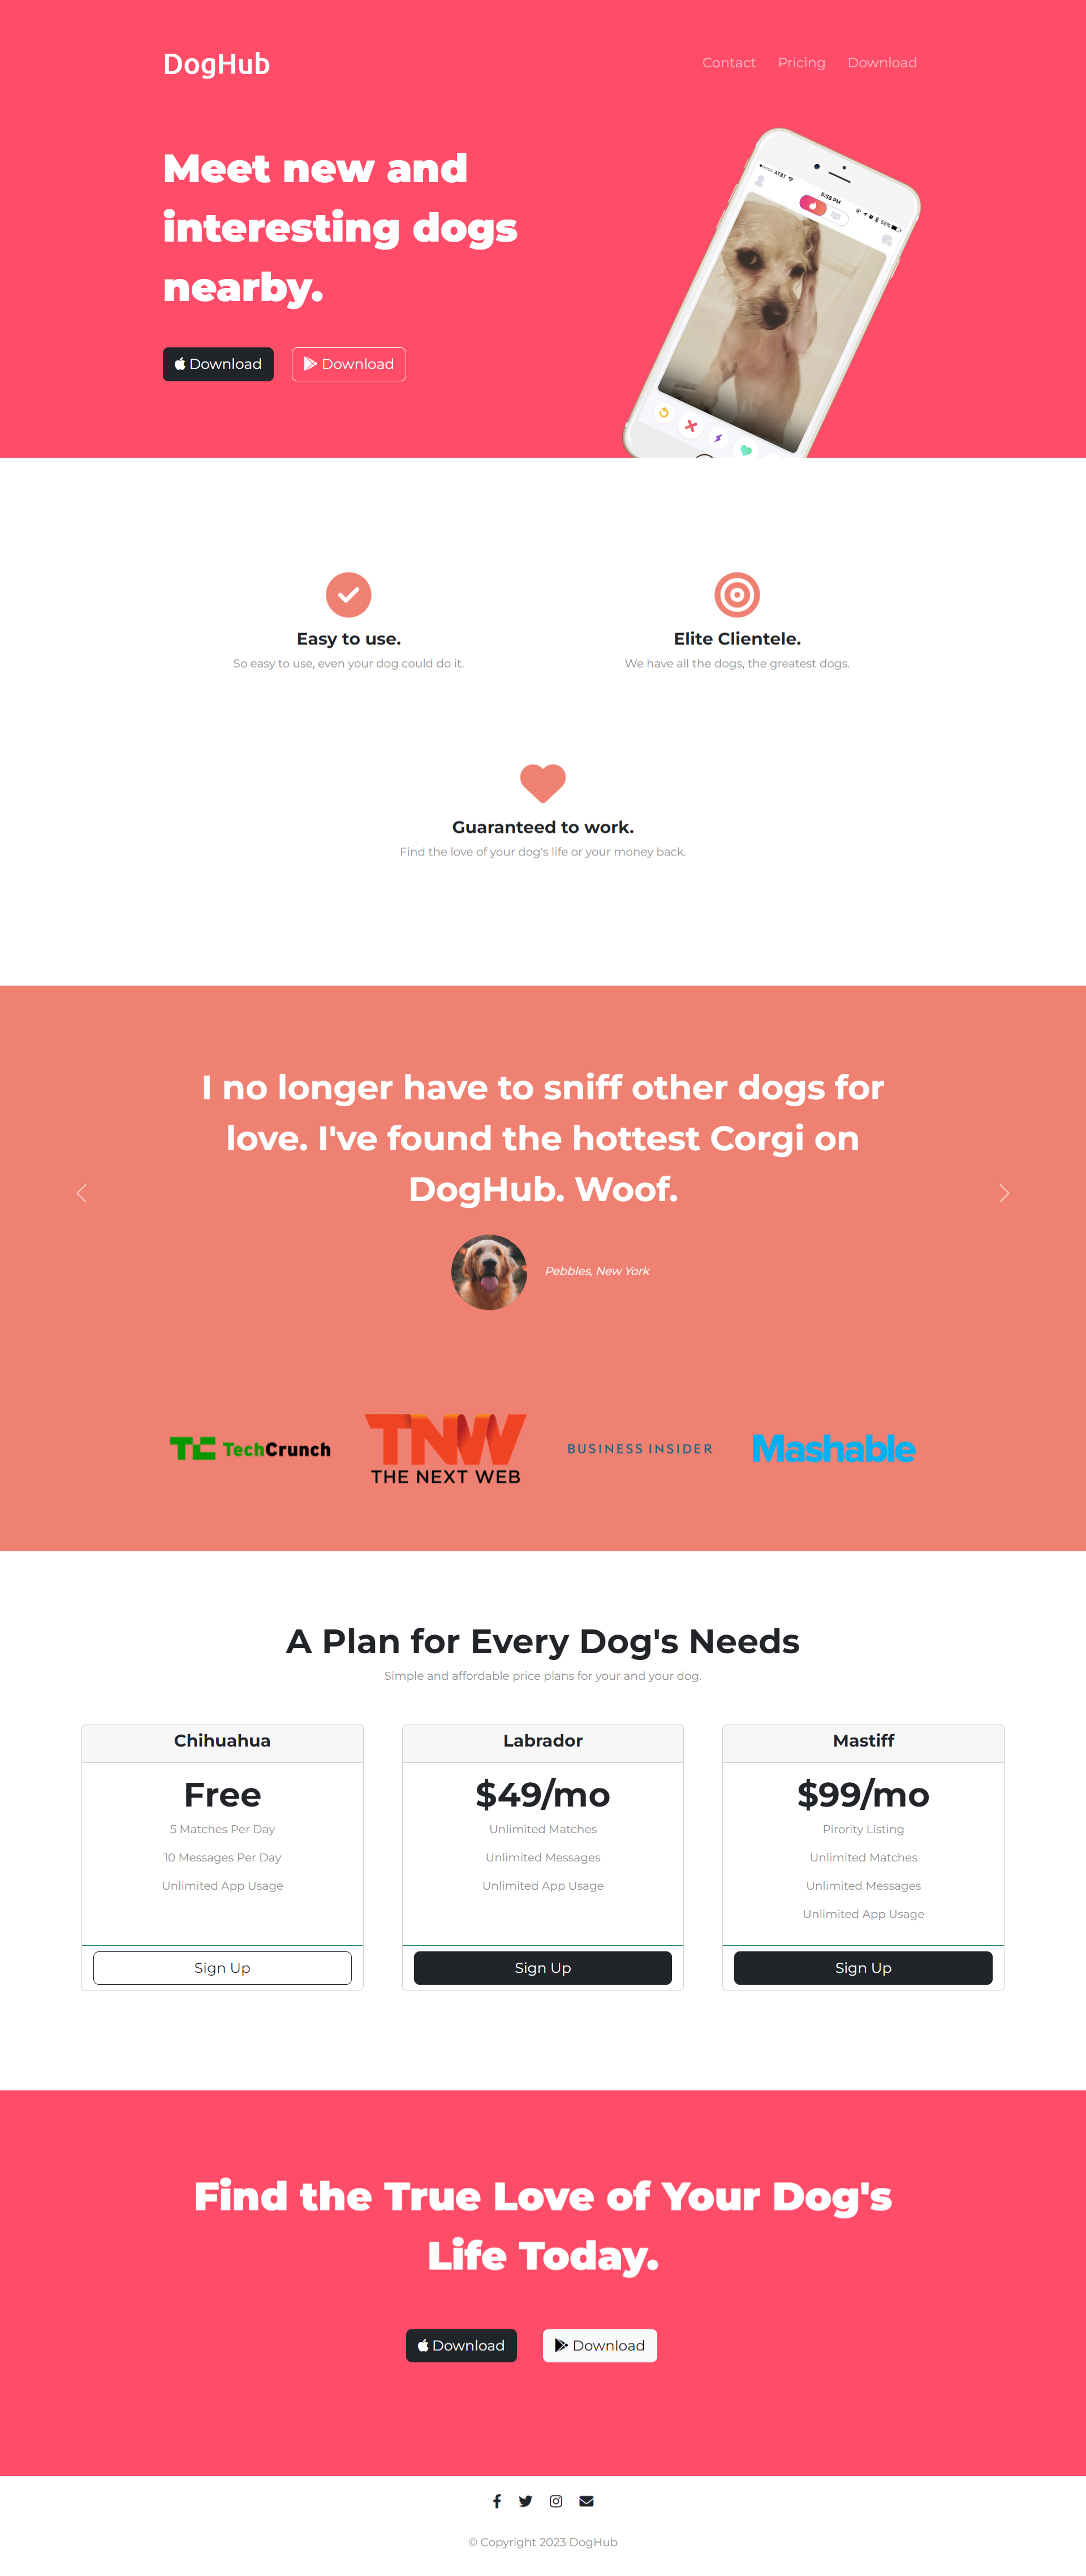 DogHub
Contact Pricing Download
Meet new and
interesting dogs
nearby.
Download Download
AT&T 5:58 PM 55%
Easy to use.
So easy to use, even your dog could do it.
Elite Clientele.
We have all the dogs, the greatest dogs.
Guaranteed to work.
Find the love of your dog's life or your money back.
I no longer have to sniff other dogs for
love. I've found the hottest Corgi on
DogHub. Woof.
Pebbles, New York
TC TechCrunch
TNW
THE NEXT WEB
BUSINESS INSIDER
Mashable
A Plan for Every Dog's Needs
Simple and affordable price plans for your and your dog.
Chihuahua
Free
5 Matches Per Day
10 Messages Per Day
Unlimited App Usage
Sign Up
Labrador
$49/mo
Unlimited Matches
Unlimited Messages
Unlimited App Usage
Sign Up
Mastiff
$99/mo
Pirority Listing
Unlimited Matches
Unlimited Messages
Unlimited App Usage
Sign Up
Find the True Love of Your Dog's
Life Today.
Download Download
© Copyright 2023 DogHub